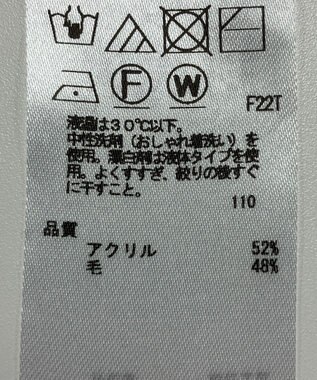 F W
F22T
液温は30℃以下。
中性洗剤（おしゃれ着洗い）を
使用。漂白剤は液体タイプを使
用。よくすすぎ、絞りの後すぐ
に干すこと。
110
品質
アクリル 52%
毛 48%